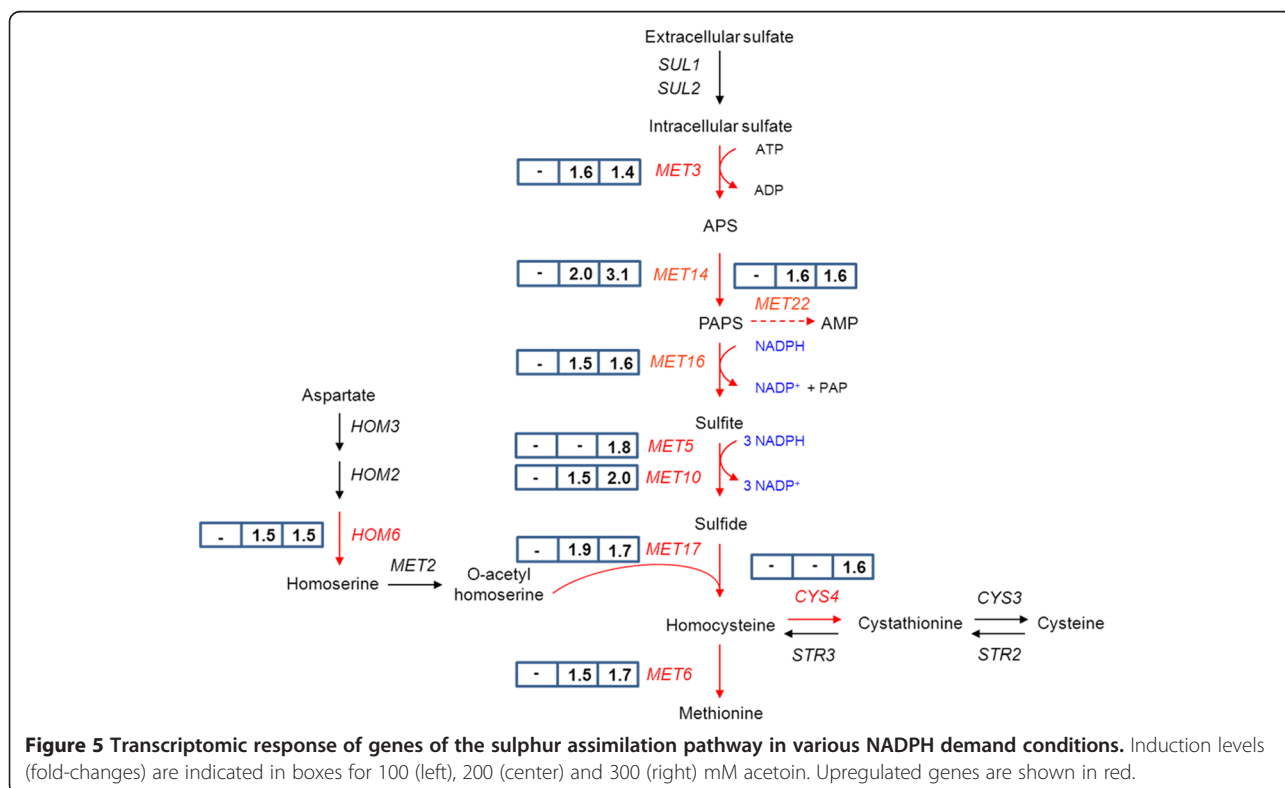 Extracellular sulfate
SUL1
SUL2
Intracellular sulfate
ATP
- 1.6 1.4 MET3
ADP
APS
- 2.0 3.1 MET14 - 1.6 1.6
MET22
PAPS AMP
NADPH
- 1.5 1.6 MET16
NADP⁺ + PAP
Aspartate
Sulfite
HOM3
- - 1.8 MET5 3 NADPH
HOM2
- 1.5 2.0 MET10 3 NADP⁺
Sulfide
- 1.5 1.5 HOM6
- 1.9 1.7 MET17
MET2
- - 1.6
Homoserine
O-acetyl
homoserine
CYS4 CYS3
Homocysteine Cystathionine Cysteine
STR3 STR2
- 1.5 1.7 MET6
Methionine
Figure 5 Transcriptomic response of genes of the sulphur assimilation pathway in various NADPH demand conditions. Induction levels
(fold-changes) are indicated in boxes for 100 (left), 200 (center) and 300 (right) mM acetoin. Upregulated genes are shown in red.